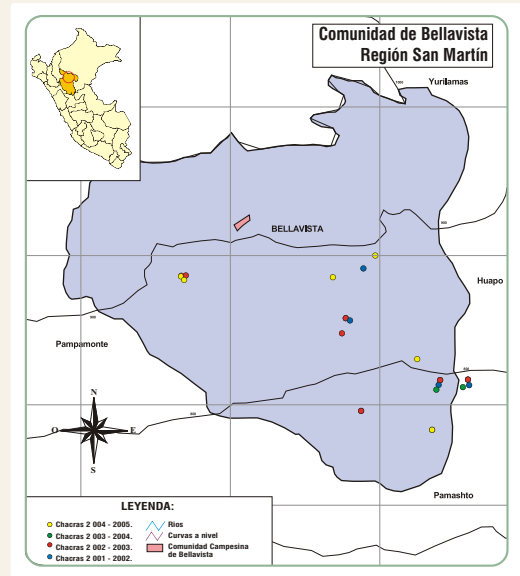 Comunidad de Bellavista
Región San Martín
Yurilamas
1000
BELLAVISTA
Huapo
Pampamonte
N
O
E
S
Pamashto
LEYENDA:
Chacras 2 004 - 2005.
Chacras 2 003 - 2004.
Chacras 2 002 - 2003.
Chacras 2 001 - 2002.
Ríos
Curvas a nivel
Comunidad Campesina
de Bellavista